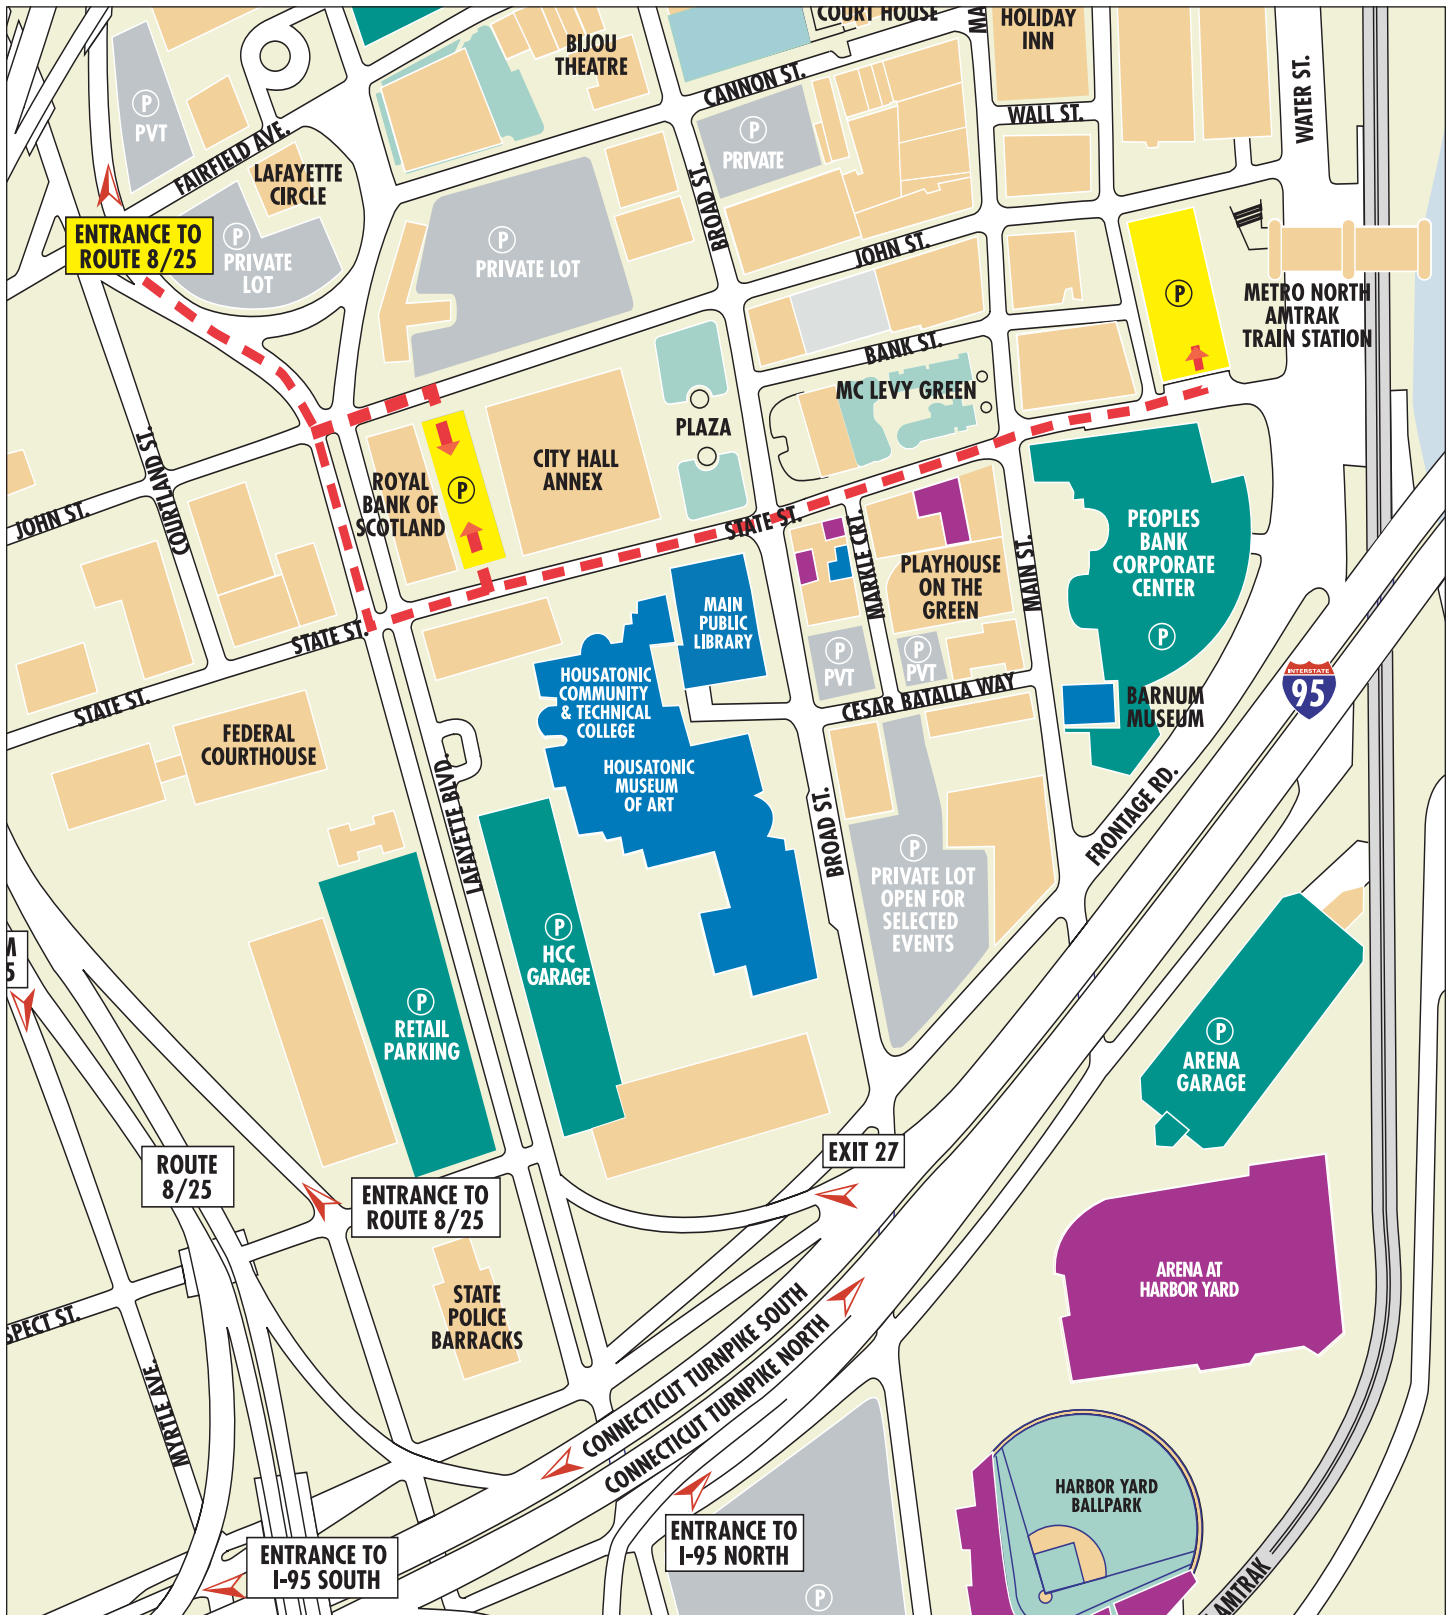 COURT HOUSE
MA
HOLIDAY
INN
BIJOU
THEATRE
CANNON ST.
WATER ST.
P
PVT
WALL ST.
P
PRIVATE
FAIRFIELD AVE.
LAFAYETTE
CIRCLE
BROAD ST.
ENTRANCE TO
ROUTE 8/25
P
PRIVATE
LOT
P
PRIVATE LOT
JOHN ST.
P
METRO NORTH
AMTRAK
TRAIN STATION
BANK ST.
MC LEVY GREEN
PLAZA
COURTLAND ST.
JOHN ST.
ROYAL
BANK OF
SCOTLAND
P
CITY HALL
ANNEX
STATE ST.
MARKLE CRT.
PLAYHOUSE
ON THE
GREEN
MAIN ST.
PEOPLES
BANK
CORPORATE
CENTER
P
MAIN
PUBLIC
LIBRARY
STATE ST.
P
PVT
P
PVT
HOUSATONIC
COMMUNITY
& TECHNICAL
COLLEGE
CESAR BATALLA WAY
BARNUM
MUSEUM
INTERSTATE
95
STATE ST.
FEDERAL
COURTHOUSE
HOUSATONIC
MUSEUM
OF ART
LAFAYETTE BLVD.
BROAD ST.
FRONTAGE RD.
P
PRIVATE LOT
OPEN FOR
SELECTED
EVENTS
P
HCC
GARAGE
M
5
P
RETAIL
PARKING
P
ARENA
GARAGE
EXIT 27
ROUTE
8/25
ENTRANCE TO
ROUTE 8/25
ARENA AT
HARBOR YARD
STATE
POLICE
BARRACKS
SPECT ST.
CONNECTICUT TURNPIKE SOUTH
CONNECTICUT TURNPIKE NORTH
MYRTLE AVE.
HARBOR YARD
BALLPARK
ENTRANCE TO
I-95 NORTH
ENTRANCE TO
I-95 SOUTH
P
AMTRAK